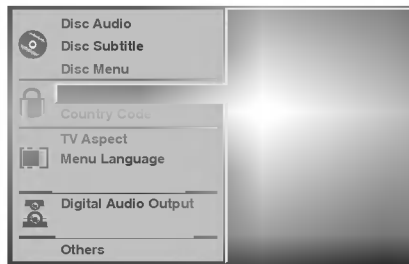 Disc Audio
Disc Subtitle
Disc Menu
Country Code
TV Aspect
Menu Language
Digital Audio Output
Others